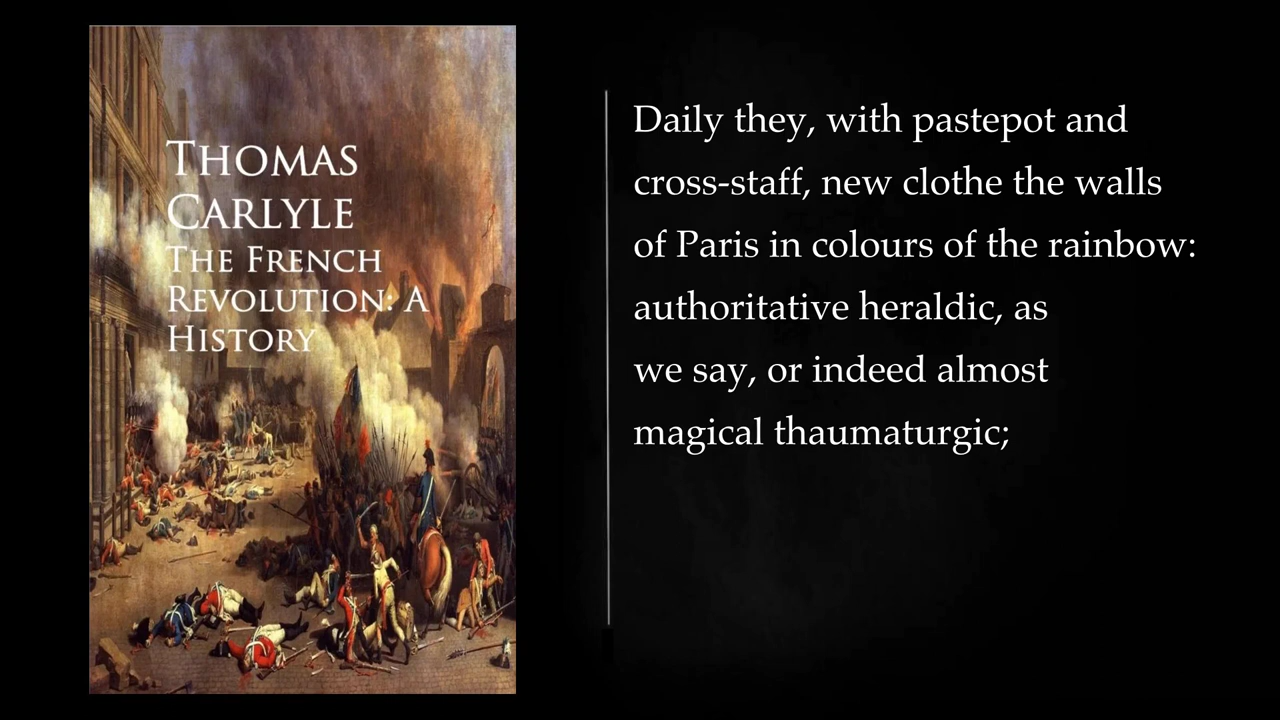 THOMAS
CARLYLE
THE FRENCH
REVOLUTION: A
HISTORY
Daily they, with pastepot and
cross-staff, new clothe the walls
of Paris in colours of the rainbow:
authoritative heraldic, as
we say, or indeed almost
magical thaumaturgic;